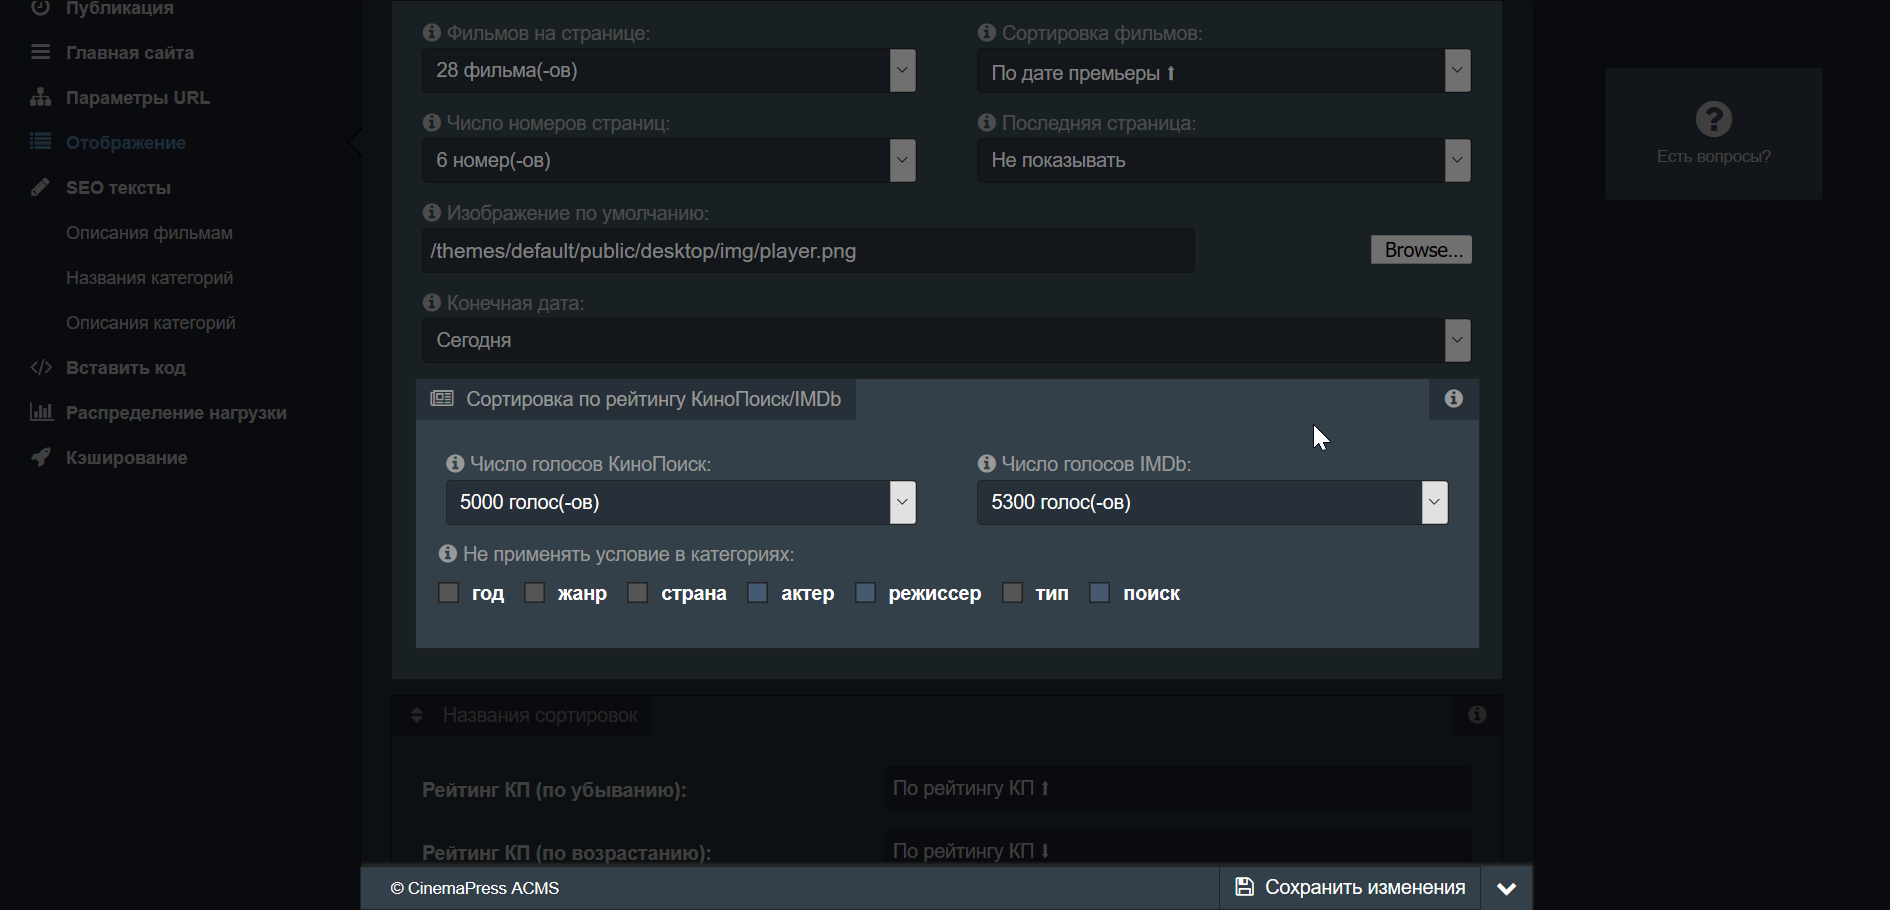 Публикация
Главная сайта
Параметры URL
Отображение
SEO тексты
Описания фильмам
Названия категорий
Описания категорий
Вставить код
Распределение нагрузки
Кэширование
Фильмов на странице:
28 фильма(-ов)
Сортировка фильмов:
По дате премьеры ⬆
Число номеров страниц:
6 номер(-ов)
Последняя страница:
Не показывать
Изображение по умолчанию:
/themes/default/public/desktop/img/player.png
Browse...
Конечная дата:
Сегодня
Сортировка по рейтингу КиноПоиск/IMDb
Число голосов КиноПоиск:
5000 голос(-ов)
Число голосов IMDb:
5300 голос(-ов)
Не применять условие в категориях:
год жанр страна актер режиссер тип поиск
Названия сортировок
Рейтинг КП (по убыванию):
По рейтингу КП ⬆
Рейтинг КП (по возрастанию):
По рейтингу КП ⬇
© CinemaPress ACMS
Сохранить изменения
Есть вопросы?